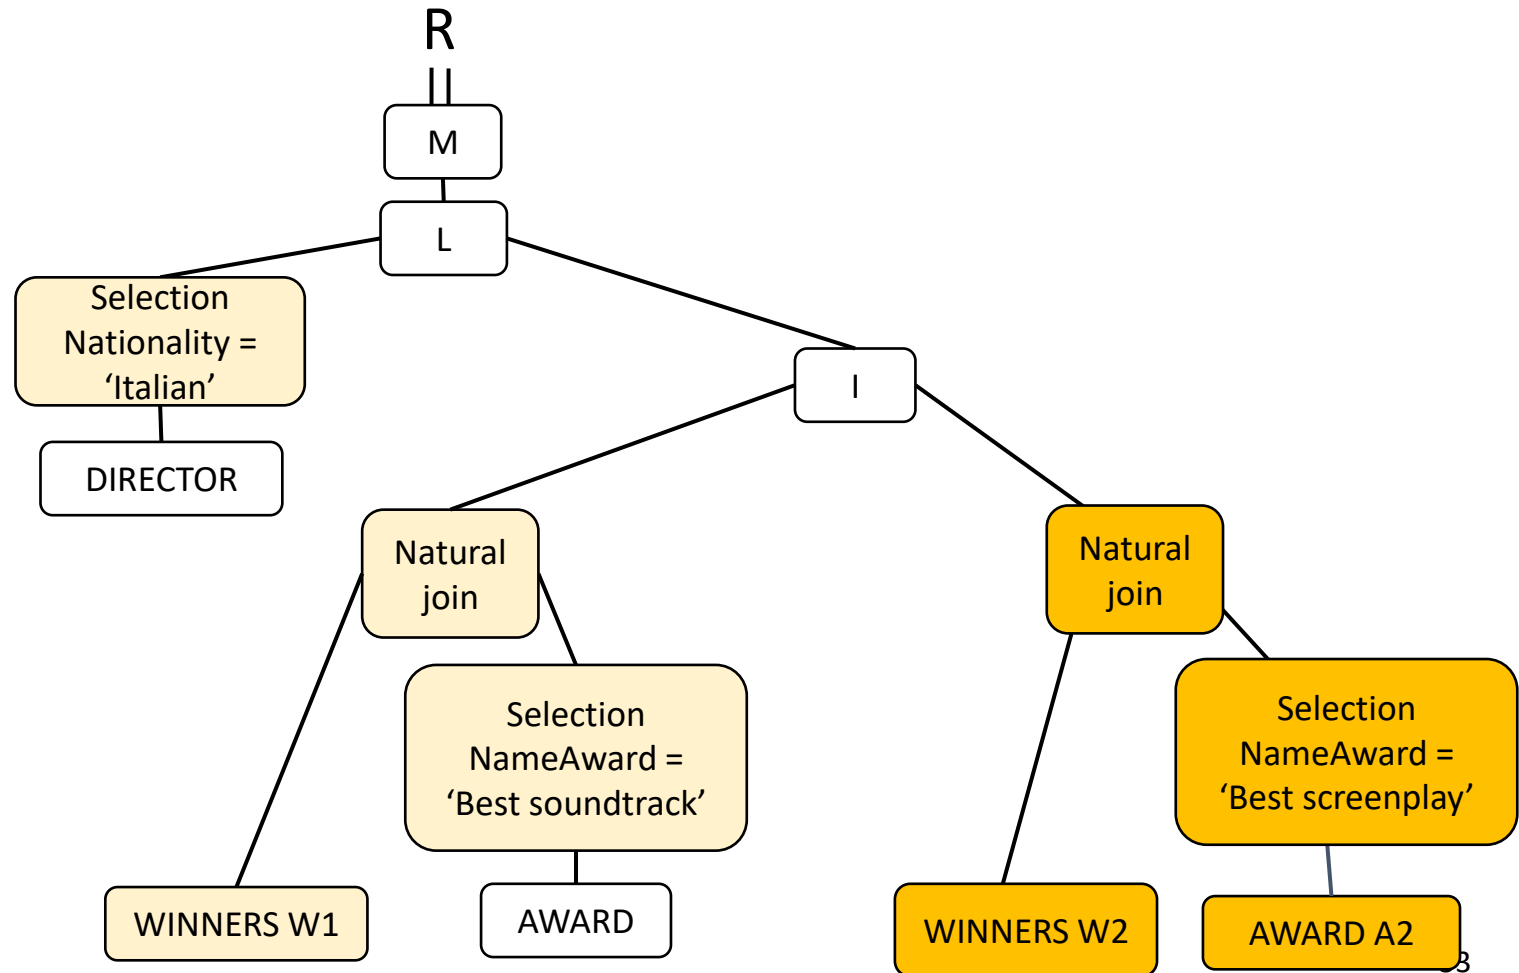 R
M
L
Selection
Nationality =
‘Italian’
I
DIRECTOR
Natural
join
Natural
join
Selection
NameAward =
‘Best soundtrack’
Selection
NameAward =
‘Best screenplay’
WINNERS W1
AWARD
WINNERS W2
AWARD A2